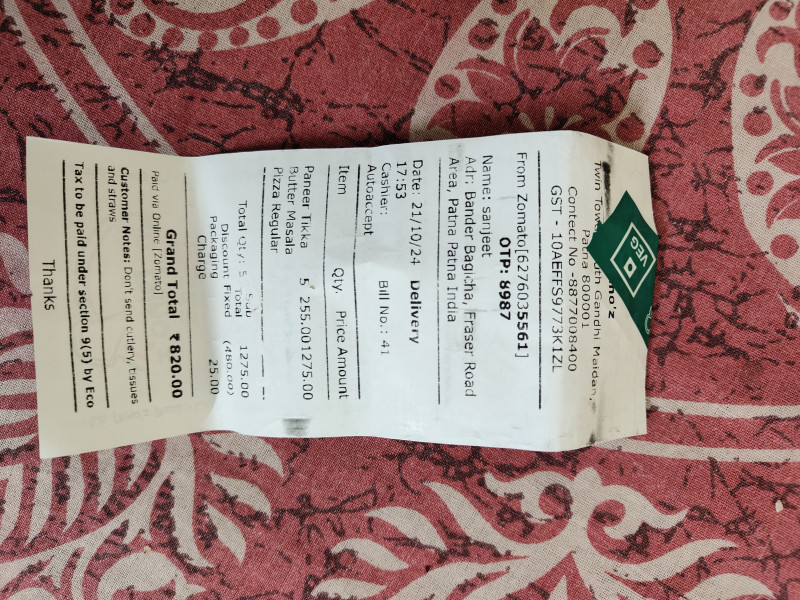 VEG
no'z
Twin Tow uth Gandhi Maidan,
Patna 800001
Contect No -8877008400
GST - 10AEFFS9773K1ZL
From Zomato[6276035561]
OTP: 8987
Name: sanjeet
Adr: Bander Bagicha, Fraser Road
Area, Patna Patna India
Date: 21/10/24 Delivery
17:53
Cashier: Bill No.: 41
Autoaccept
Item Qty. Price Amount
Paneer Tikka 5 255.00 1275.00
Butter Masala
Pizza Regular
Total Qty: 5 Sub Total 1275.00
Discount Fixed (480.00)
Packaging Charge 25.00
Grand Total ₹820.00
Paid via Online [Zomato]
Customer Notes: Don't send cutlery, tissues
and straws
Tax to be paid under section 9(5) by Eco
Thanks